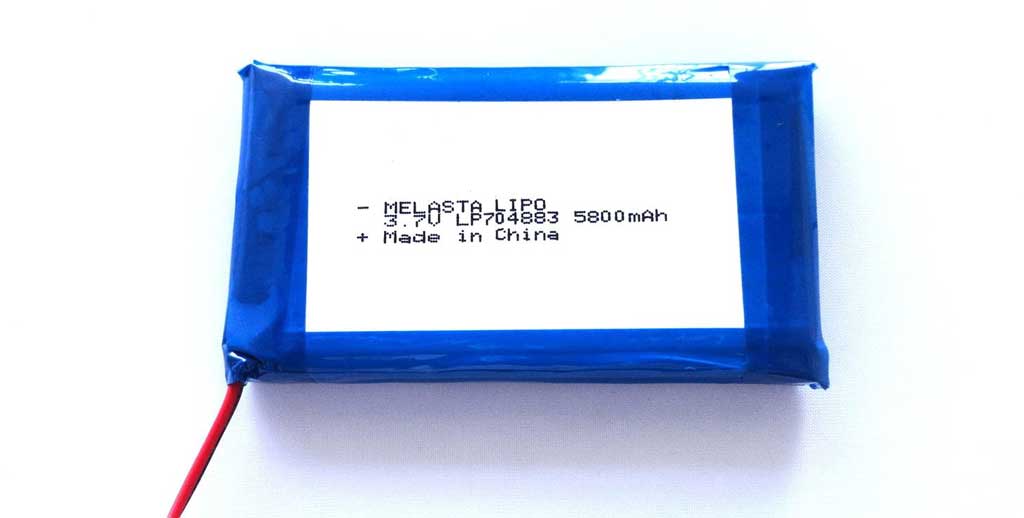 - MELASTA LIPO
3.7V LP704883 5800mAh
+ Made in China